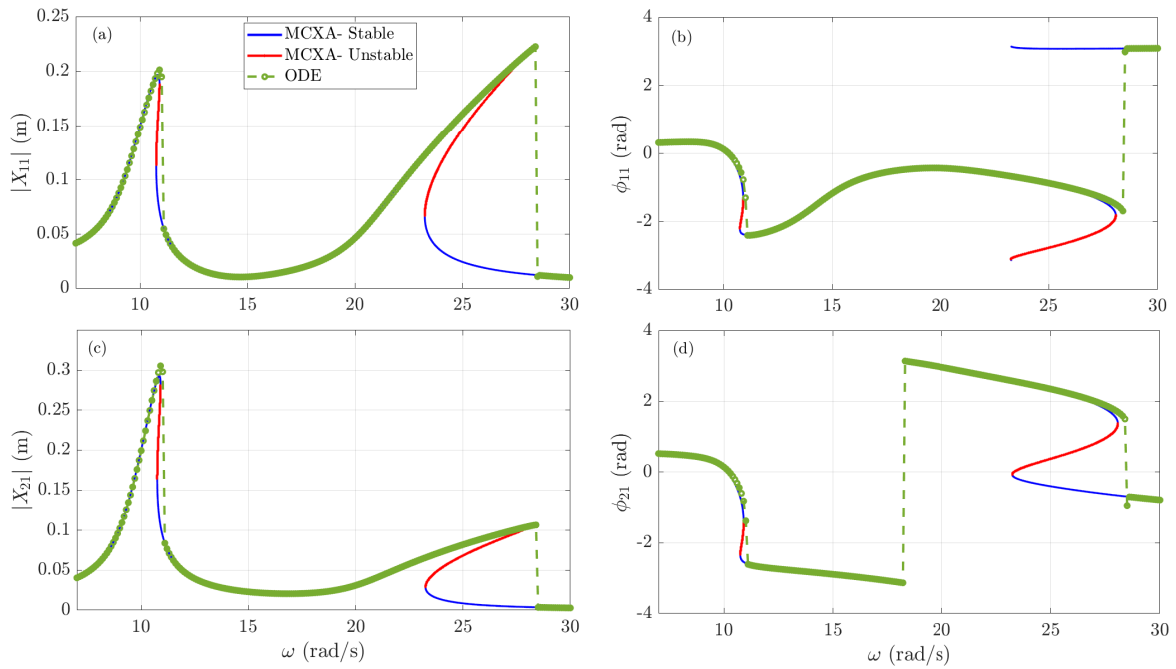 (a)
MCXA- Stable
MCXA- Unstable
ODE
0.25
0.2
0.15
0.1
0.05
0
|X₁₁| (m)
10 15 20 25 30
(b)
4
2
0
-2
-4
ϕ₁₁ (rad)
10 15 20 25 30
(c)
0.3
0.25
0.2
0.15
0.1
0.05
0
|X₂₁| (m)
10 15 20 25 30
ω (rad/s)
(d)
4
2
0
-2
-4
ϕ₂₁ (rad)
10 15 20 25 30
ω (rad/s)